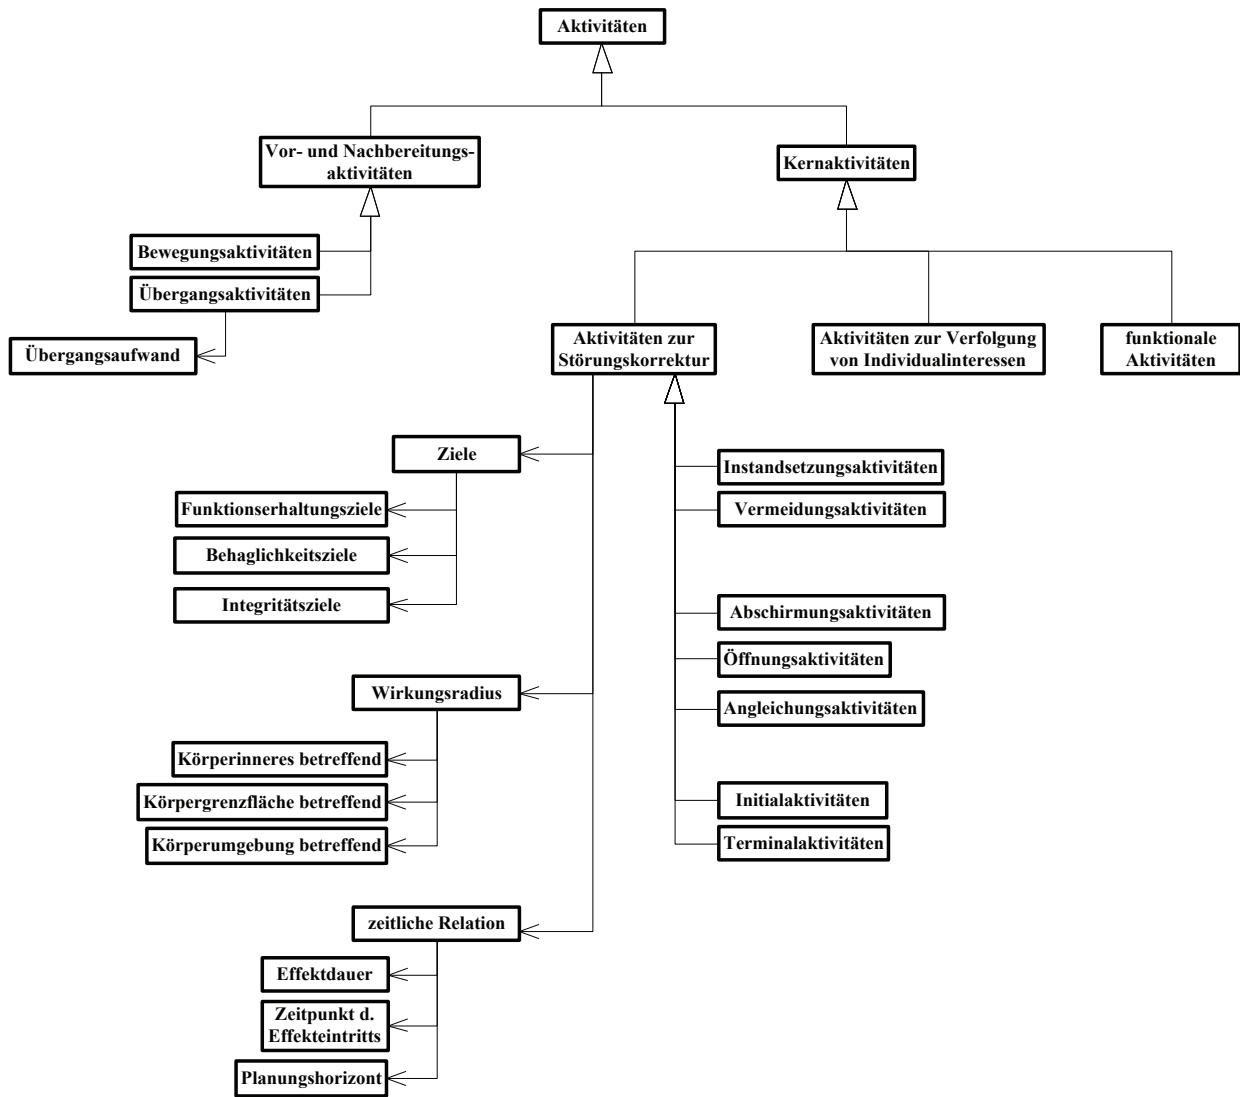 Aktivitäten
Vor- und Nachbereitungs-
aktivitäten
Kernaktivitäten
Bewegungsaktivitäten
Übergangsaktivitäten
Übergangsaufwand
Aktivitäten zur
Störungskorrektur
Aktivitäten zur Verfolgung
von Individualinteressen
funktionale
Aktivitäten
Ziele
Funktionserhaltungsziele
Behaglichkeitsziele
Integritätsziele
Wirkungsradius
Körperinneres betreffend
Körpergrenzfläche betreffend
Körperumgebung betreffend
zeitliche Relation
Effektdauer
Zeitpunkt d.
Effekteintritts
Planungshorizont
Instandsetzungsaktivitäten
Vermeidungsaktivitäten
Abschirmungsaktivitäten
Öffnungsaktivitäten
Angleichungsaktivitäten
Initialaktivitäten
Terminalaktivitäten